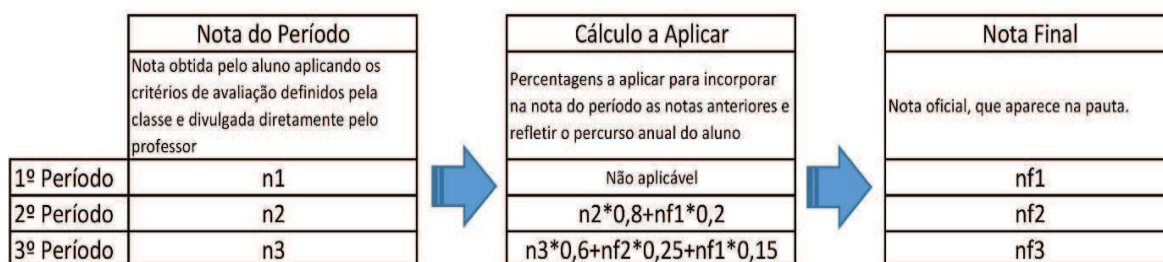 Nota do Período
Nota obtida pelo aluno aplicando os
critérios de avaliação definidos pela
classe e divulgada diretamente pelo
professor
Cálculo a Aplicar
Percentagens a aplicar para incorporar
na nota do período as notas anteriores e
refletir o percurso anual do aluno
Nota Final
Nota oficial, que aparece na pauta.
1º Período n1 Não aplicável nf1
2º Período n2 n2*0,8+nf1*0,2 nf2
3º Período n3 n3*0,6+nf2*0,25+nf1*0,15 nf3